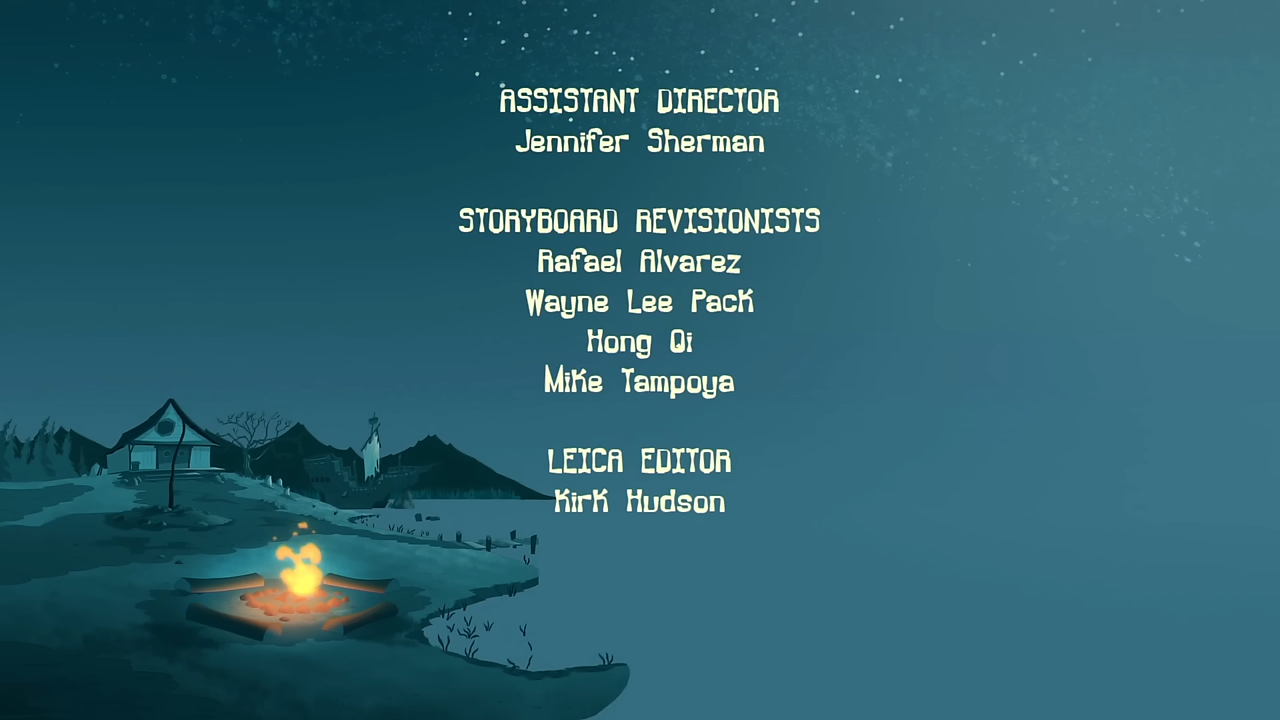 ASSISTANT DIRECTOR
Jennifer Sherman
STORYBOARD REVISIONISTS
Rafael Alvarez
Wayne Lee Pack
Hong Qi
Mike Tampoya
LEICA EDITOR
Kirk Hudson